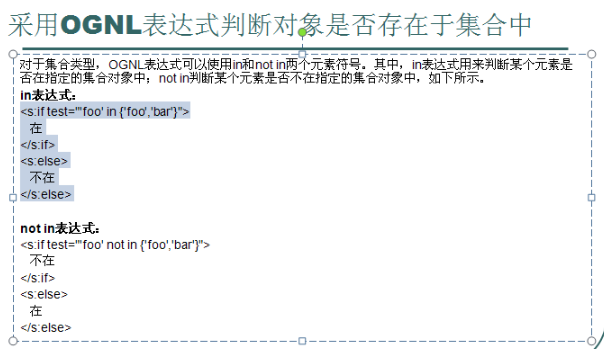 采用OGNL表达式判断对象是否存在于集合中
对于集合类型，OGNL表达式可以使用in和not in两个元素符号。其中，in表达式用来判断某个元素是
否在指定的集合对象中；not in判断某个元素是否不在指定的集合对象中，如下所示。
in表达式：
<s:if test="'foo' in {'foo','bar'}">
在
</s:if>
<s:else>
不在
</s:else>
not in表达式：
<s:if test="'foo' not in {'foo','bar'}">
不在
</s:if>
<s:else>
在
</s:else>